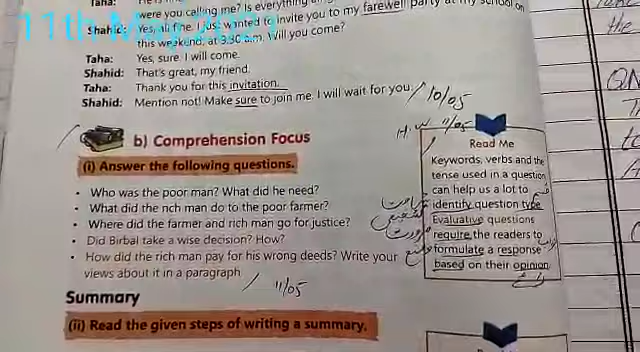 Taha:
were you calling me? Is everything
Shahid: Yes, all fine. I just wanted to invite you to my farewell party at my school on
this weekend; at 3:30 a.m. Will you come?
11th May 2021
Taha: Yes, sure. I will come.
Shahid: That's great, my friend.
Taha: Thank you for this invitation.
Shahid: Mention not! Make sure to join me. I will wait for you.
10/05
H.W 11/05
b) Comprehension Focus
(i) Answer the following questions.
• Who was the poor man? What did he need?
• What did the rich man do to the poor farmer?
• Where did the farmer and rich man go for justice?
• Did Birbal take a wise decision? How?
• How did the rich man pay for his wrong deeds? Write your
views about it in a paragraph
11/05
Read Me
Keywords, verbs and the
tense used in a question
can help us a lot to
identify question type
Evaluative questions
require the readers to
formulate a response
based on their opinion
Summary
(ii) Read the given steps of writing a summary.
the